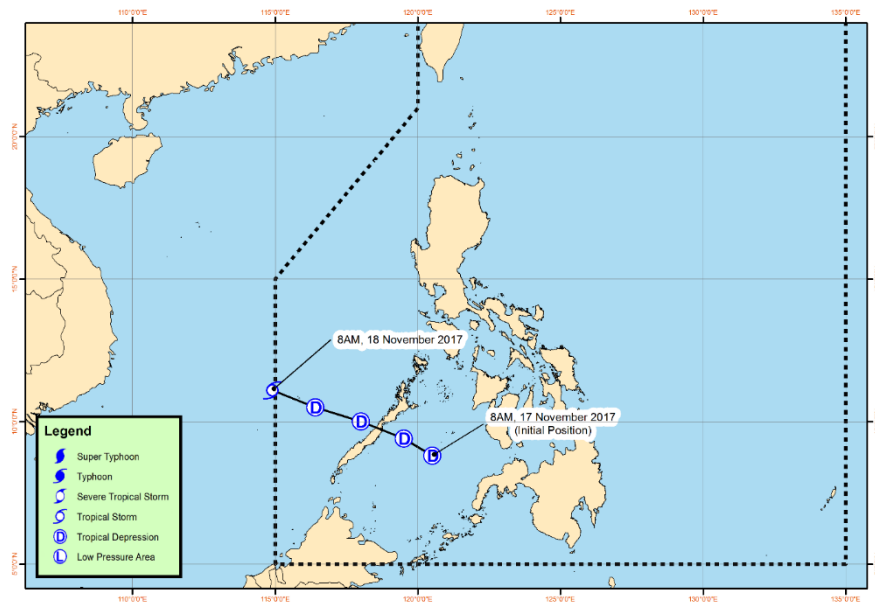 110°0'0"E 115°0'0"E 120°0'0"E 125°0'0"E 130°0'0"E 135°0'0"E
20°0'0"N
15°0'0"N
8AM, 18 November 2017
8AM, 17 November 2017
(Initial Position)
10°0'0"N
Legend
Super Typhoon
Typhoon
Severe Tropical Storm
Tropical Storm
D Tropical Depression
L Low Pressure Area
D
D
D
D
5°0'0"N
110°0'0"E 115°0'0"E 120°0'0"E 125°0'0"E 130°0'0"E 135°0'0"E